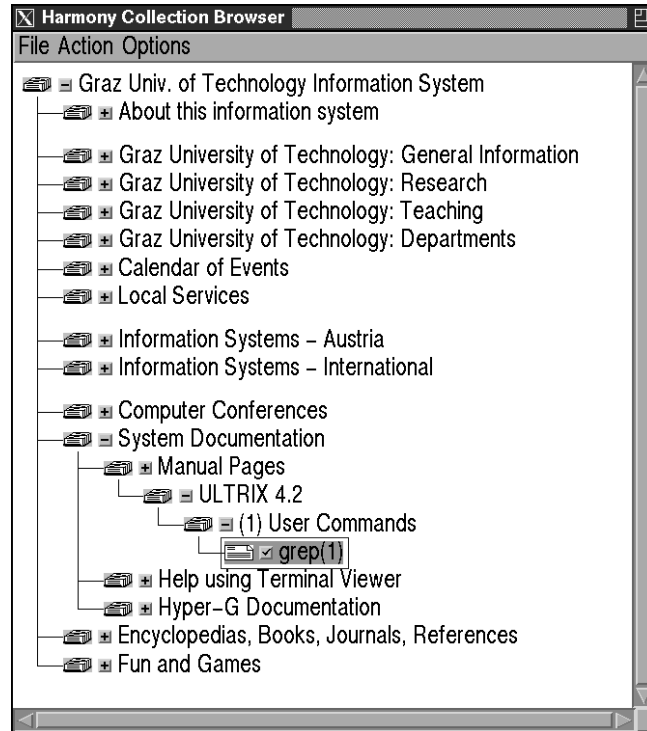 Harmony Collection Browser
File Action Options
Graz Univ. of Technology Information System
About this information system
Graz University of Technology: General Information
Graz University of Technology: Research
Graz University of Technology: Teaching
Graz University of Technology: Departments
Calendar of Events
Local Services
Information Systems – Austria
Information Systems – International
Computer Conferences
System Documentation
Manual Pages
ULTRIX 4.2
(1) User Commands
grep(1)
Help using Terminal Viewer
Hyper–G Documentation
Encyclopedias, Books, Journals, References
Fun and Games